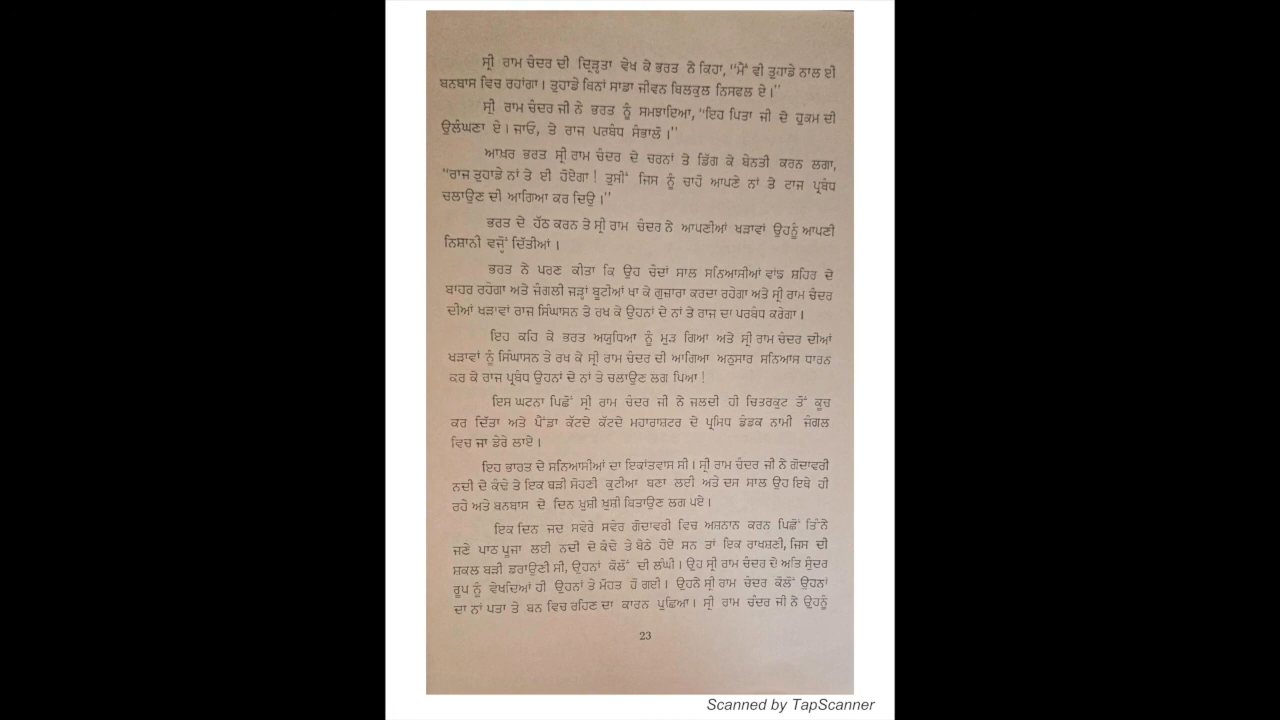 ਸ੍ਰੀ ਰਾਮ ਚੰਦਰ ਦੀ ਦ੍ਰਿੜ੍ਹਤਾ ਵੇਖ ਕੇ ਭਰਤ ਨੇ ਕਿਹਾ, “ਮੈਂ ਵੀ ਤੁਹਾਡੇ ਨਾਲ ਈ
ਬਨਬਾਸ ਵਿਚ ਰਹਾਂਗਾ। ਤੁਹਾਡੇ ਬਿਨਾਂ ਸਾਡਾ ਜੀਵਨ ਬਿਲਕੁਲ ਨਿਸਫਲ ਏ।”
ਸ੍ਰੀ ਰਾਮ ਚੰਦਰ ਜੀ ਨੇ ਭਰਤ ਨੂੰ ਸਮਝਾਇਆ, “ਇਹ ਪਿਤਾ ਜੀ ਦੇ ਹੁਕਮ ਦੀ
ਉਲੰਘਣਾ ਏ। ਜਾਓ, ਤੇ ਰਾਜ ਪਰਬੰਧ ਸੰਭਾਲੋ।”
ਆਖ਼ਰ ਭਰਤ ਸ੍ਰੀ ਰਾਮ ਚੰਦਰ ਦੇ ਚਰਨਾਂ ਤੇ ਡਿੱਗ ਕੇ ਬੇਨਤੀ ਕਰਨ ਲਗਾ,
“ਰਾਜ ਤੁਹਾਡੇ ਨਾਂ ਤੇ ਈ ਹੋਏਗਾ! ਤੁਸੀਂ ਜਿਸ ਨੂੰ ਚਾਹੋ ਆਪਣੇ ਨਾਂ ਤੇ ਰਾਜ ਪ੍ਰਬੰਧ
ਚਲਾਉਣ ਦੀ ਆਗਿਆ ਕਰ ਦਿਉ।”
ਭਰਤ ਦੇ ਹੱਠ ਕਰਨ ਤੇ ਸ੍ਰੀ ਰਾਮ ਚੰਦਰ ਨੇ ਆਪਣੀਆਂ ਖੜਾਵਾਂ ਉਹਨੂੰ ਆਪਣੀ
ਨਿਸ਼ਾਨੀ ਵਜੋਂ ਦਿੱਤੀਆਂ।
ਭਰਤ ਨੇ ਪਰਣ ਕੀਤਾ ਕਿ ਉਹ ਚੌਦਾਂ ਸਾਲ ਸਨਿਆਸੀਆਂ ਵਾਂਙ ਸ਼ਹਿਰ ਦੇ
ਬਾਹਰ ਰਹੇਗਾ ਅਤੇ ਜੰਗਲੀ ਜੜ੍ਹਾਂ ਬੂਟੀਆਂ ਖਾ ਕੇ ਗੁਜ਼ਾਰਾ ਕਰਦਾ ਰਹੇਗਾ ਅਤੇ ਸ੍ਰੀ ਰਾਮ ਚੰਦਰ
ਦੀਆਂ ਖੜਾਵਾਂ ਰਾਜ ਸਿੰਘਾਸਨ ਤੇ ਰਖ ਕੇ ਉਹਨਾਂ ਦੇ ਨਾਂ ਤੇ ਰਾਜ ਦਾ ਪਰਬੰਧ ਕਰੇਗਾ।
ਇਹ ਕਹਿ ਕੇ ਭਰਤ ਅਯੁਧਿਆ ਨੂੰ ਮੁੜ ਗਿਆ ਅਤੇ ਸ੍ਰੀ ਰਾਮ ਚੰਦਰ ਦੀਆਂ
ਖੜਾਵਾਂ ਨੂੰ ਸਿੰਘਾਸਨ ਤੇ ਰਖ ਕੇ ਸ੍ਰੀ ਰਾਮ ਚੰਦਰ ਦੀ ਆਗਿਆ ਅਨੁਸਾਰ ਸਨਿਆਸ ਧਾਰਨ
ਕਰ ਕੇ ਰਾਜ ਪ੍ਰਬੰਧ ਉਹਨਾਂ ਦੇ ਨਾਂ ਤੇ ਚਲਾਉਣ ਲਗ ਪਿਆ!
ਇਸ ਘਟਨਾ ਪਿਛੋਂ ਸ੍ਰੀ ਰਾਮ ਚੰਦਰ ਜੀ ਨੇ ਜਲਦੀ ਹੀ ਚਿਤਰਕੁਟ ਤੋਂ ਕੂਚ
ਕਰ ਦਿੱਤਾ ਅਤੇ ਪੈਂਡਾ ਕੱਟਦੇ ਕੱਟਦੇ ਮਹਾਰਾਸ਼ਟਰ ਦੇ ਪ੍ਰਸਿਧ ਡੰਡਕ ਨਾਮੀ ਜੰਗਲ
ਵਿਚ ਜਾ ਡੇਰੇ ਲਾਏ।
ਇਹ ਭਾਰਤ ਦੇ ਸਨਿਆਸੀਆਂ ਦਾ ਇਕਾਂਤਵਾਸ ਸੀ। ਸ੍ਰੀ ਰਾਮ ਚੰਦਰ ਜੀ ਨੇ ਗੋਦਾਵਰੀ
ਨਦੀ ਦੇ ਕੰਢੇ ਤੇ ਇਕ ਬੜੀ ਸੋਹਣੀ ਕੁਟੀਆ ਬਣਾ ਲਈ ਅਤੇ ਦਸ ਸਾਲ ਉਹ ਇਥੇ ਹੀ
ਰਹੇ ਅਤੇ ਬਨਬਾਸ ਦੇ ਦਿਨ ਖ਼ੁਸ਼ੀ ਖ਼ੁਸ਼ੀ ਬਿਤਾਉਣ ਲਗ ਪਏ।
ਇਕ ਦਿਨ ਜਦ ਸਵੇਰੇ ਸਵੇਰ ਗੋਦਾਵਰੀ ਵਿਚ ਅਸ਼ਨਾਨ ਕਰਨ ਪਿਛੋਂ ਤਿੰਨੇ
ਜਣੇ ਪਾਠ ਪੂਜਾ ਲਈ ਨਦੀ ਦੇ ਕੰਢੇ ਤੇ ਬੈਠੇ ਹੋਏ ਸਨ ਤਾਂ ਇਕ ਰਾਖਸ਼ਣੀ, ਜਿਸ ਦੀ
ਸ਼ਕਲ ਬੜੀ ਡਰਾਉਣੀ ਸੀ, ਉਹਨਾਂ ਕੋਲੋਂ ਦੀ ਲੰਘੀ। ਉਹ ਸ੍ਰੀ ਰਾਮ ਚੰਦਰ ਦੇ ਅਤਿ ਸੁੰਦਰ
ਰੂਪ ਨੂੰ ਵੇਖਦਿਆਂ ਹੀ ਉਹਨਾਂ ਤੇ ਮੋਹਤ ਹੋ ਗਈ। ਉਹਨੇ ਸ੍ਰੀ ਰਾਮ ਚੰਦਰ ਕੋਲੋਂ ਉਹਨਾਂ
ਦਾ ਨਾਂ ਪਤਾ ਤੇ ਬਨ ਵਿਚ ਰਹਿਣ ਦਾ ਕਾਰਨ ਪੁਛਿਆ। ਸ੍ਰੀ ਰਾਮ ਚੰਦਰ ਜੀ ਨੇ ਉਹਨੂੰ
23
Scanned by TapScanner